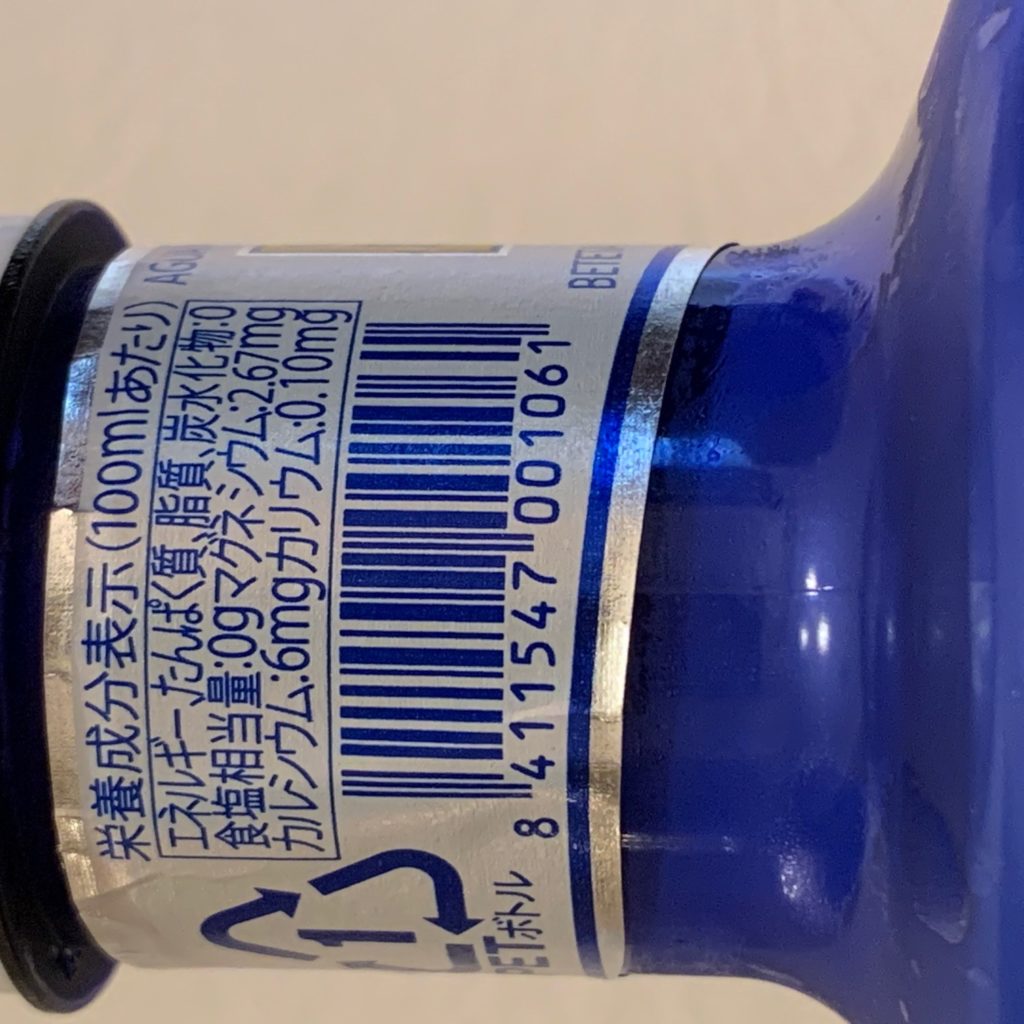 栄養成分表示(100mlあたり)
エネルギーたんぱく質、脂質、炭水化物:0
食塩相当量:0gマグネシウム:2.67mg
カルシウム:6mgカリウム:0.10mg
8 411547 001061
1
PETボトル